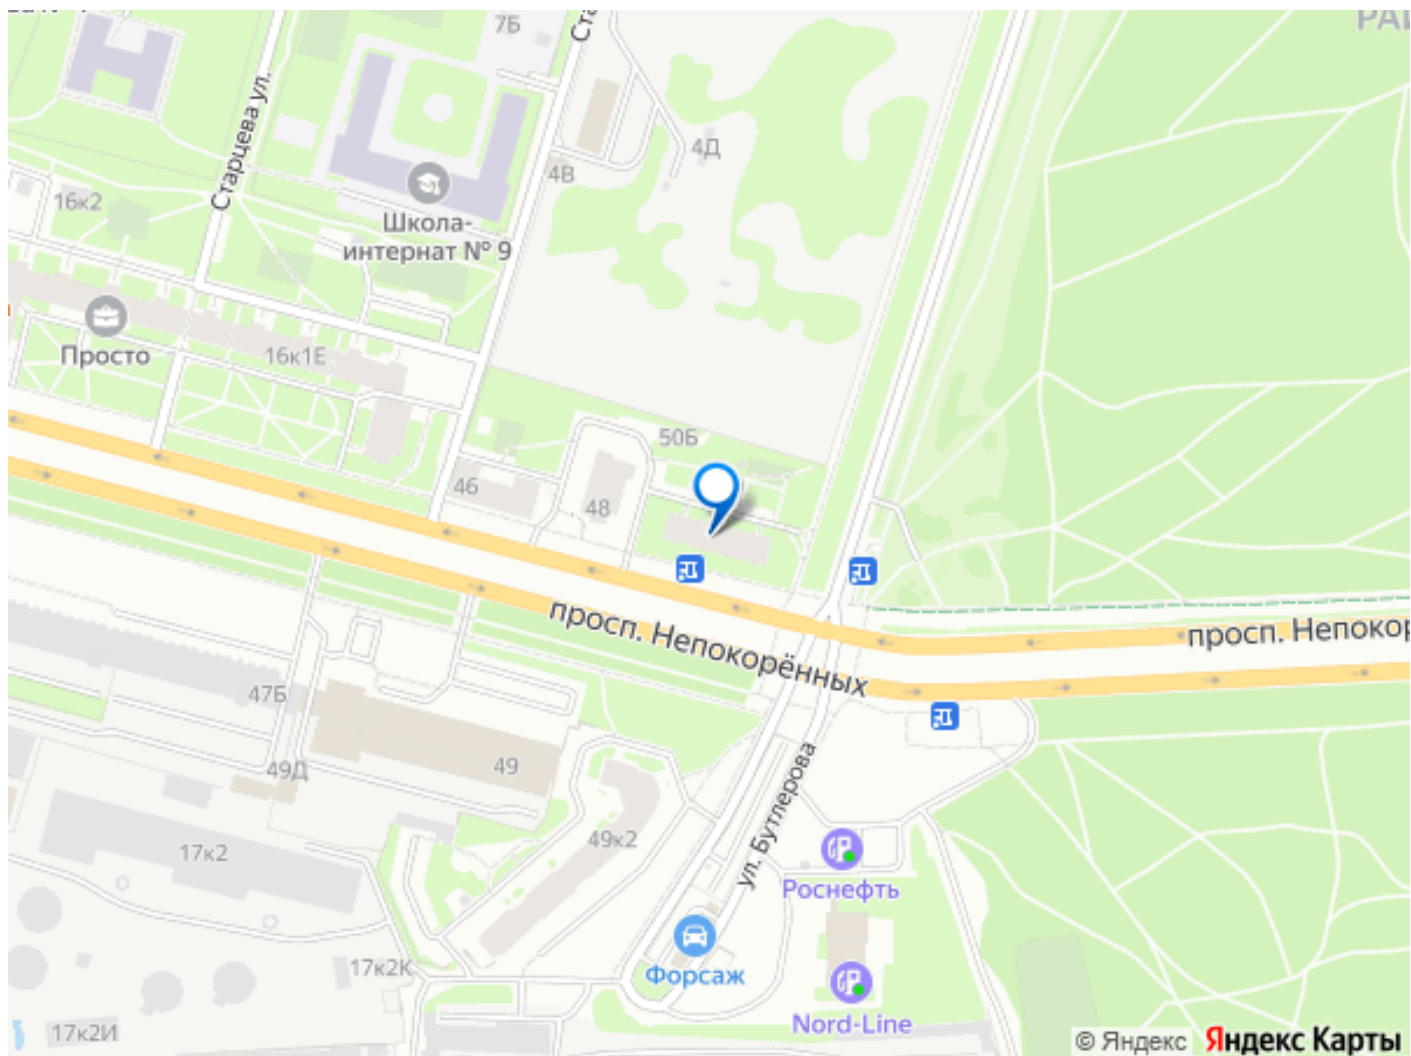 7Б
Старцева ул.
4Д
4В
16к2
Школа-
интернат № 9
Просто
16к1Е
50Б
46
48
просп. Непокорённых
просп. Непокор
47Б
49
49Д
ул. Бутлерова
49к2
17к2
Роснефть
17к2К
Форсаж
Nord-Line
17к2И
© Яндекс Яндекс Карты